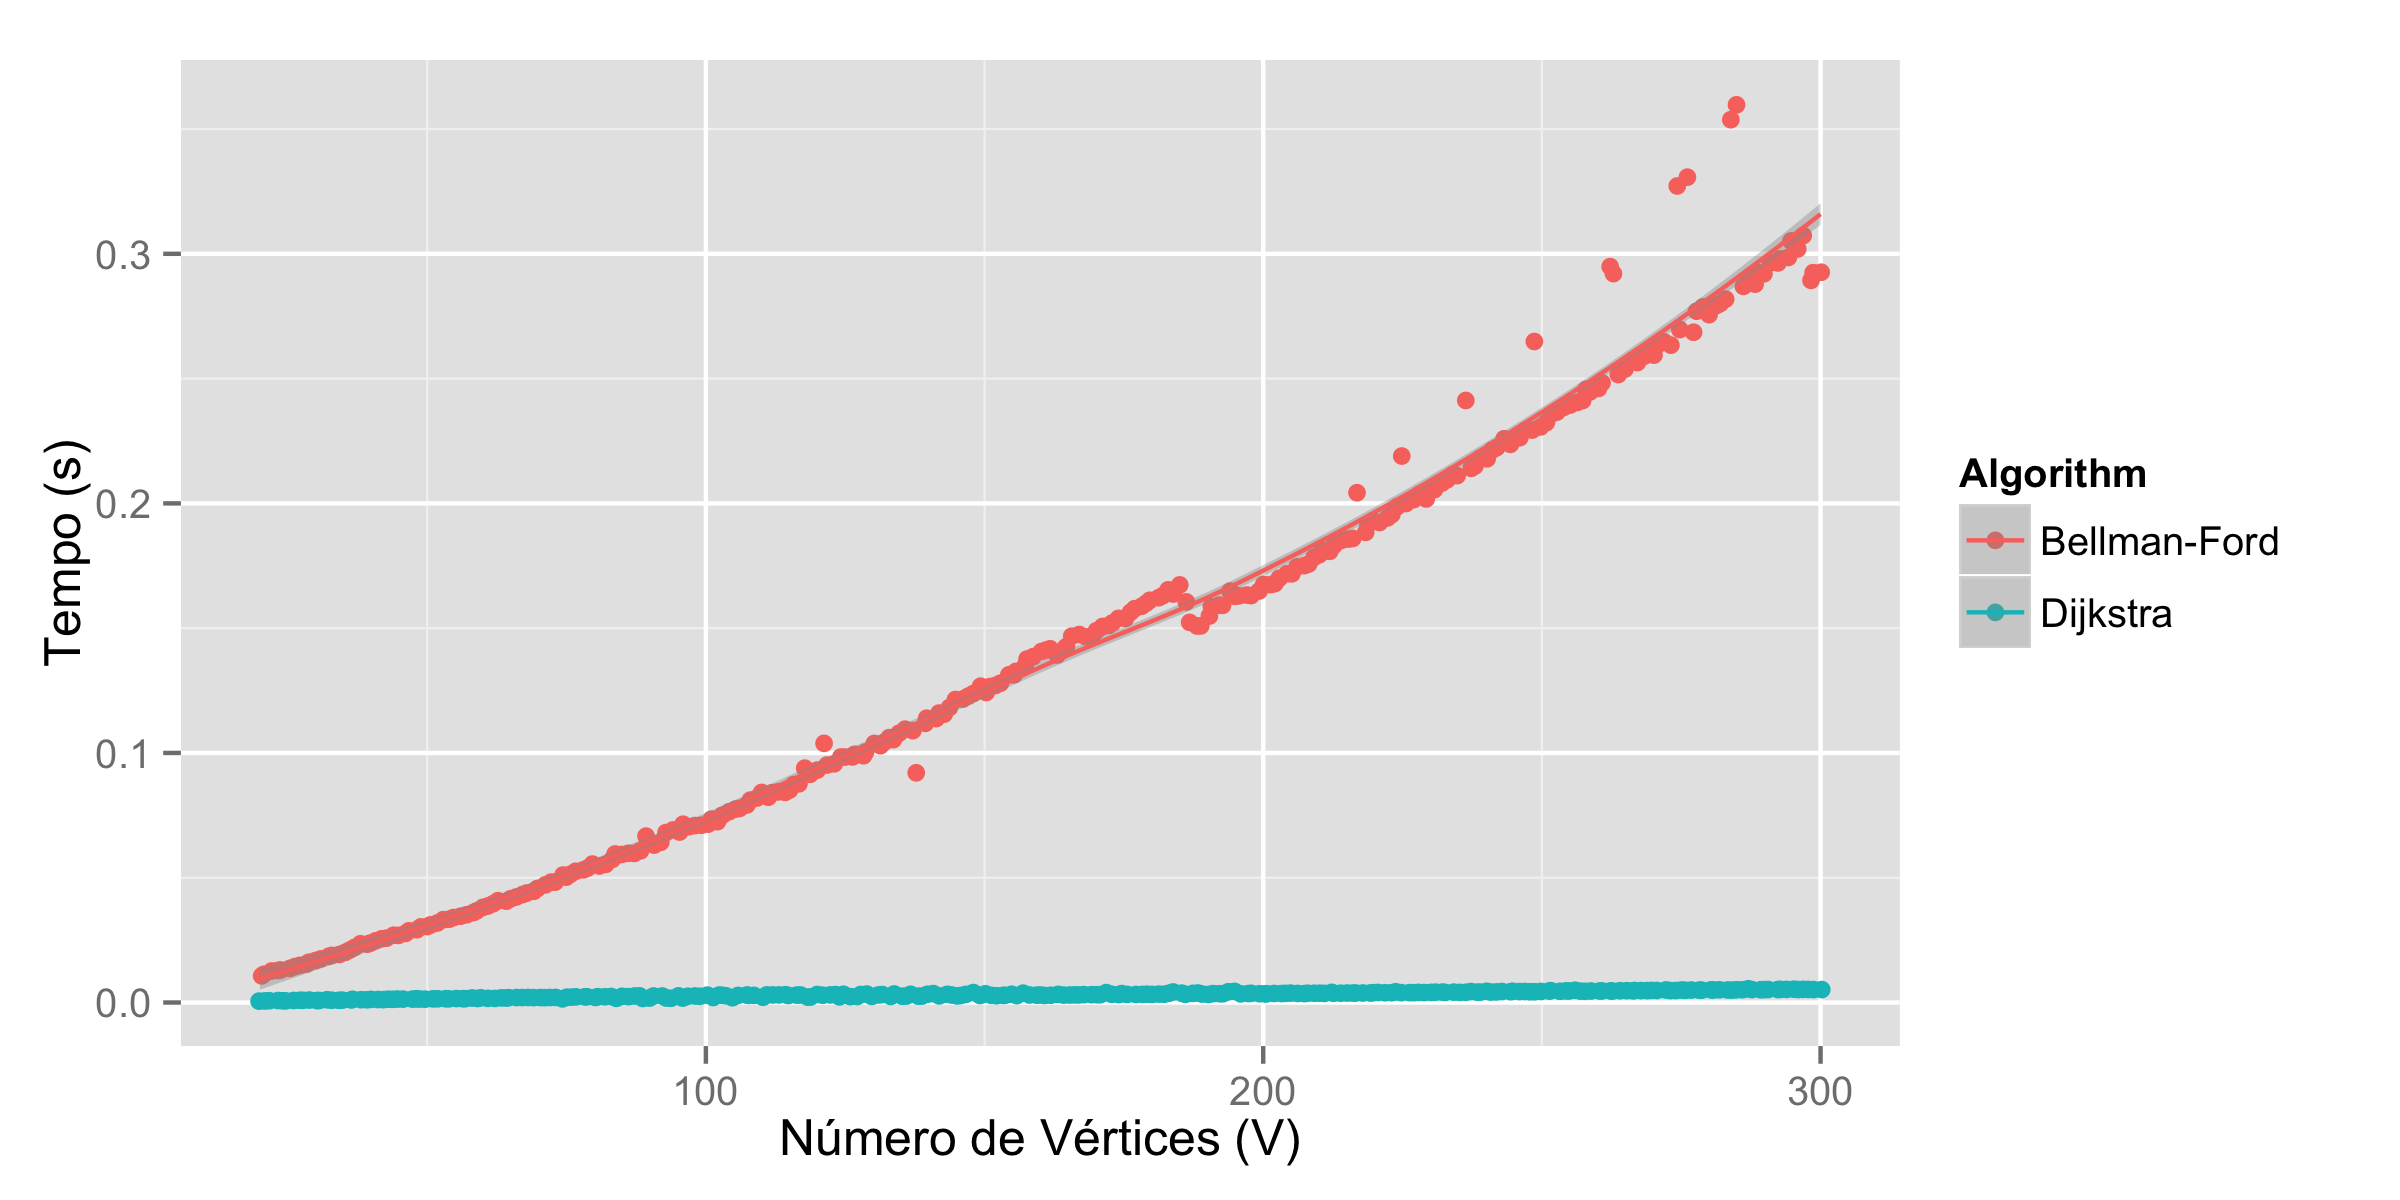 Tempo (s)
0.3
0.2
0.1
0.0
100
200
300
Número de Vértices (V)
Algorithm
Bellman-Ford
Dijkstra